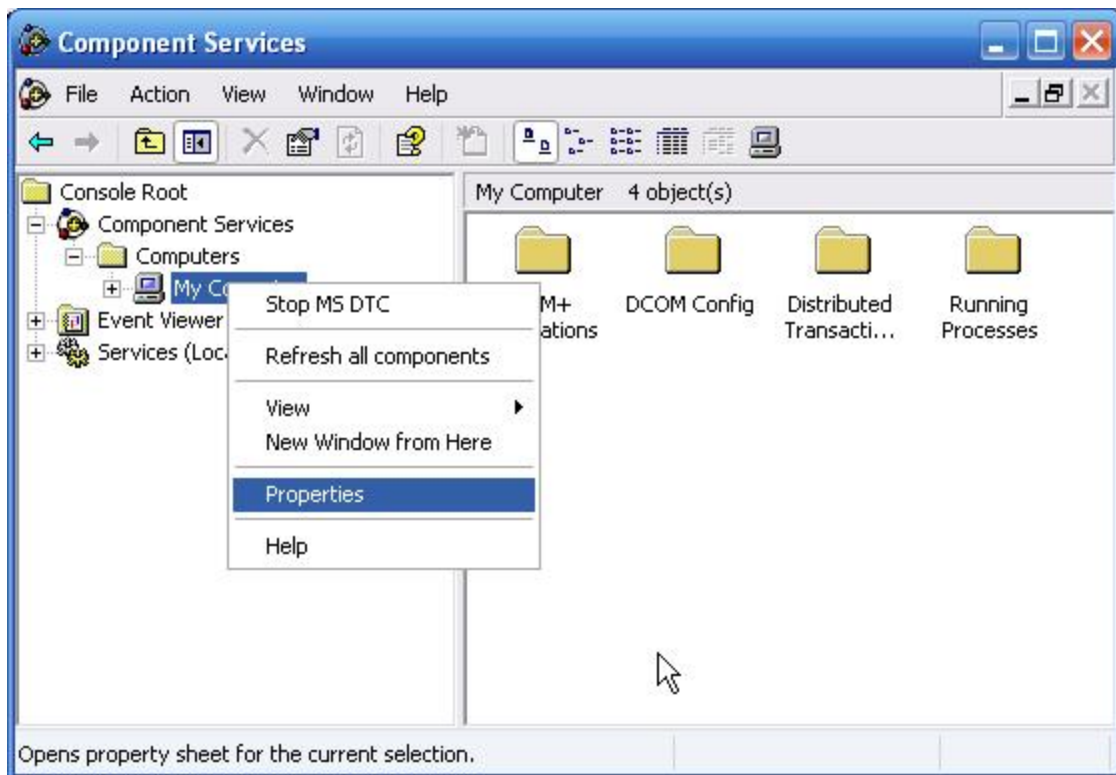 Component Services
File Action View Window Help
Console Root
My Computer 4 object(s)
Component Services
Computers
My Co
Event Viewer
Services (Loc
Stop MS DTC
Refresh all components
View
New Window from Here
Properties
Help
M+
ations
DCOM Config
Distributed
Transacti...
Running
Processes
Opens property sheet for the current selection.